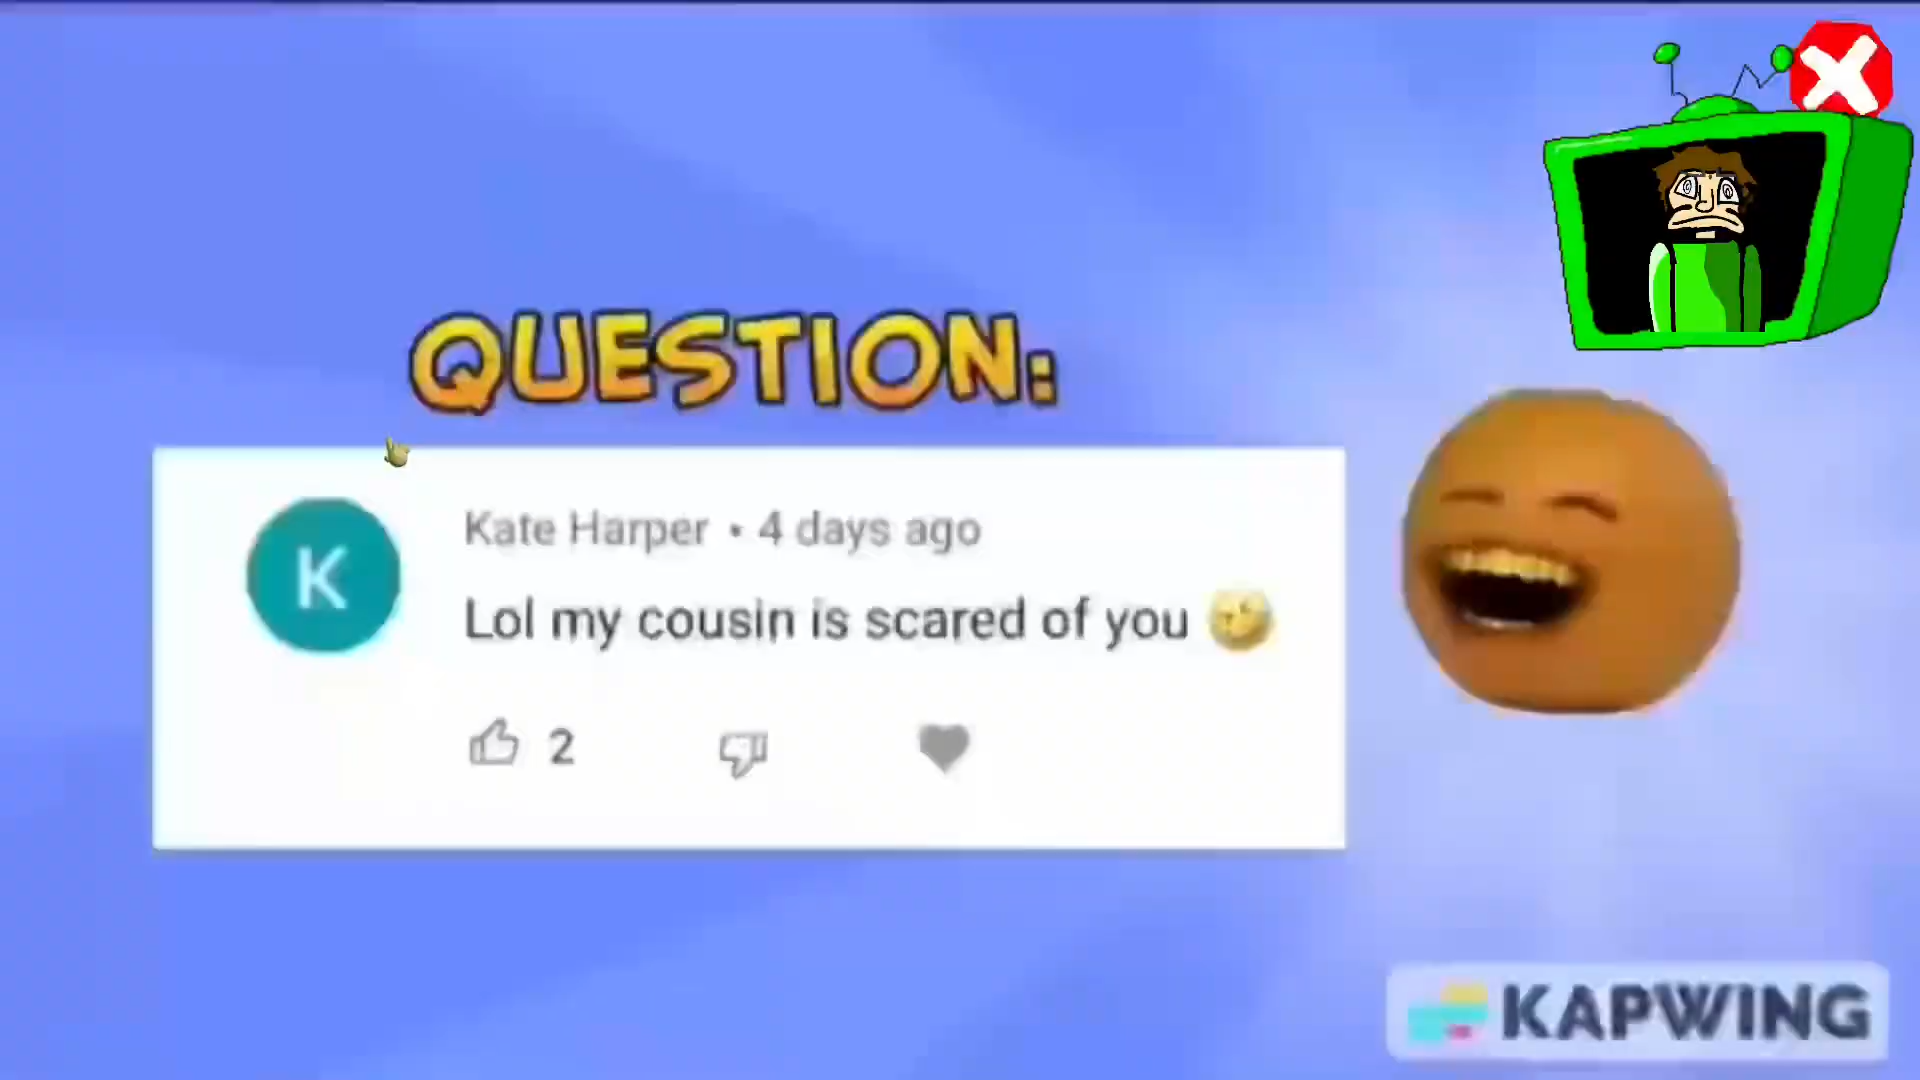 QUESTION:
K
Kate Harper • 4 days ago
Lol my cousin is scared of you 🤣
2
KAPWING